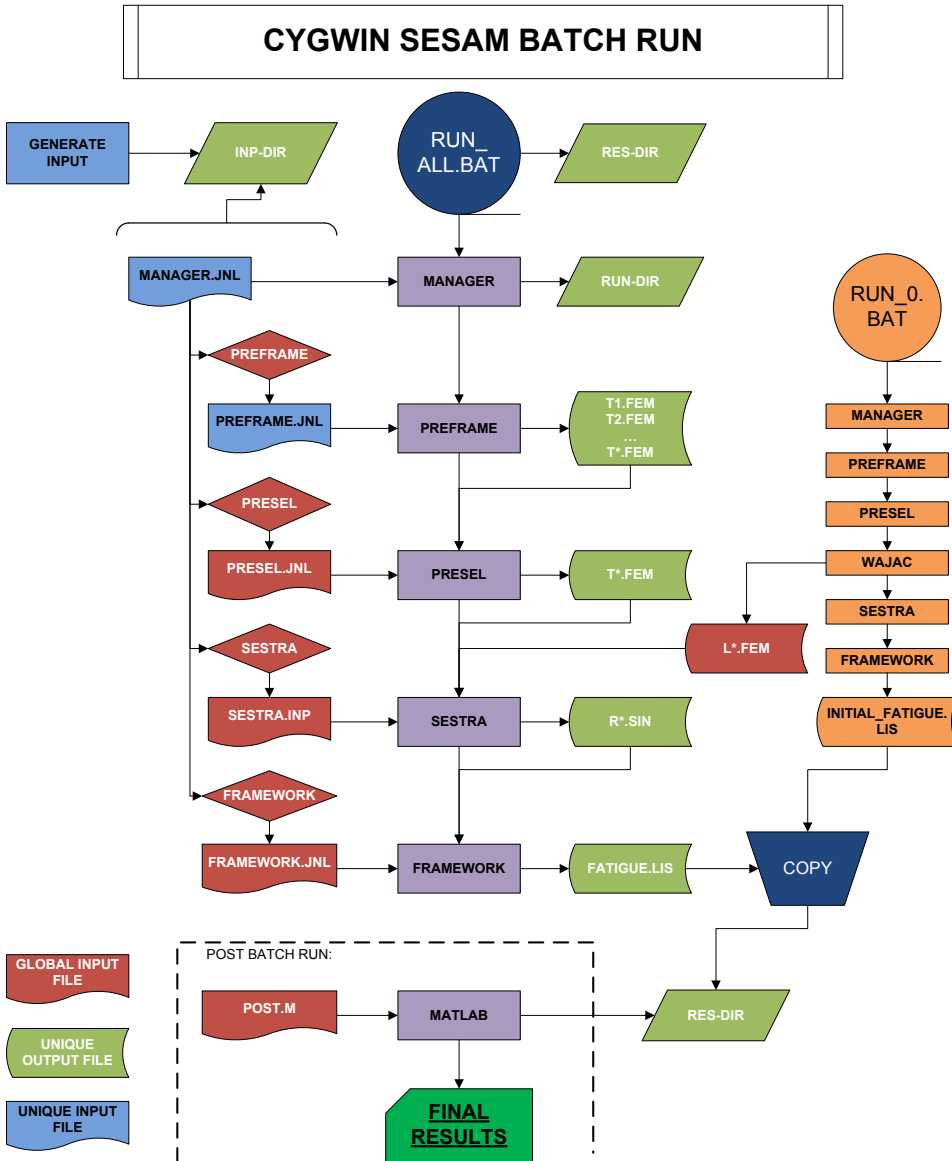 CYGWIN SESAM BATCH RUN
GENERATE
INPUT
INP-DIR
RUN_
ALL.BAT
RES-DIR
MANAGER.JNL
MANAGER
RUN-DIR
RUN_0.
BAT
PREFRAME
PREFRAME.JNL
PREFRAME
T1.FEM
T2.FEM
...
T*.FEM
MANAGER
PREFRAME
PRESEL
WAJAC
SESTRA
FRAMEWORK
INITIAL_FATIGUE.
LIS
PRESEL
PRESEL.JNL
PRESEL
T*.FEM
L*.FEM
SESTRA
SESTRA.INP
SESTRA
R*.SIN
FRAMEWORK
FRAMEWORK.JNL
FRAMEWORK
FATIGUE.LIS
COPY
POST BATCH RUN:
GLOBAL INPUT
FILE
POST.M
MATLAB
RES-DIR
UNIQUE
OUTPUT FILE
UNIQUE INPUT
FILE
FINAL
RESULTS